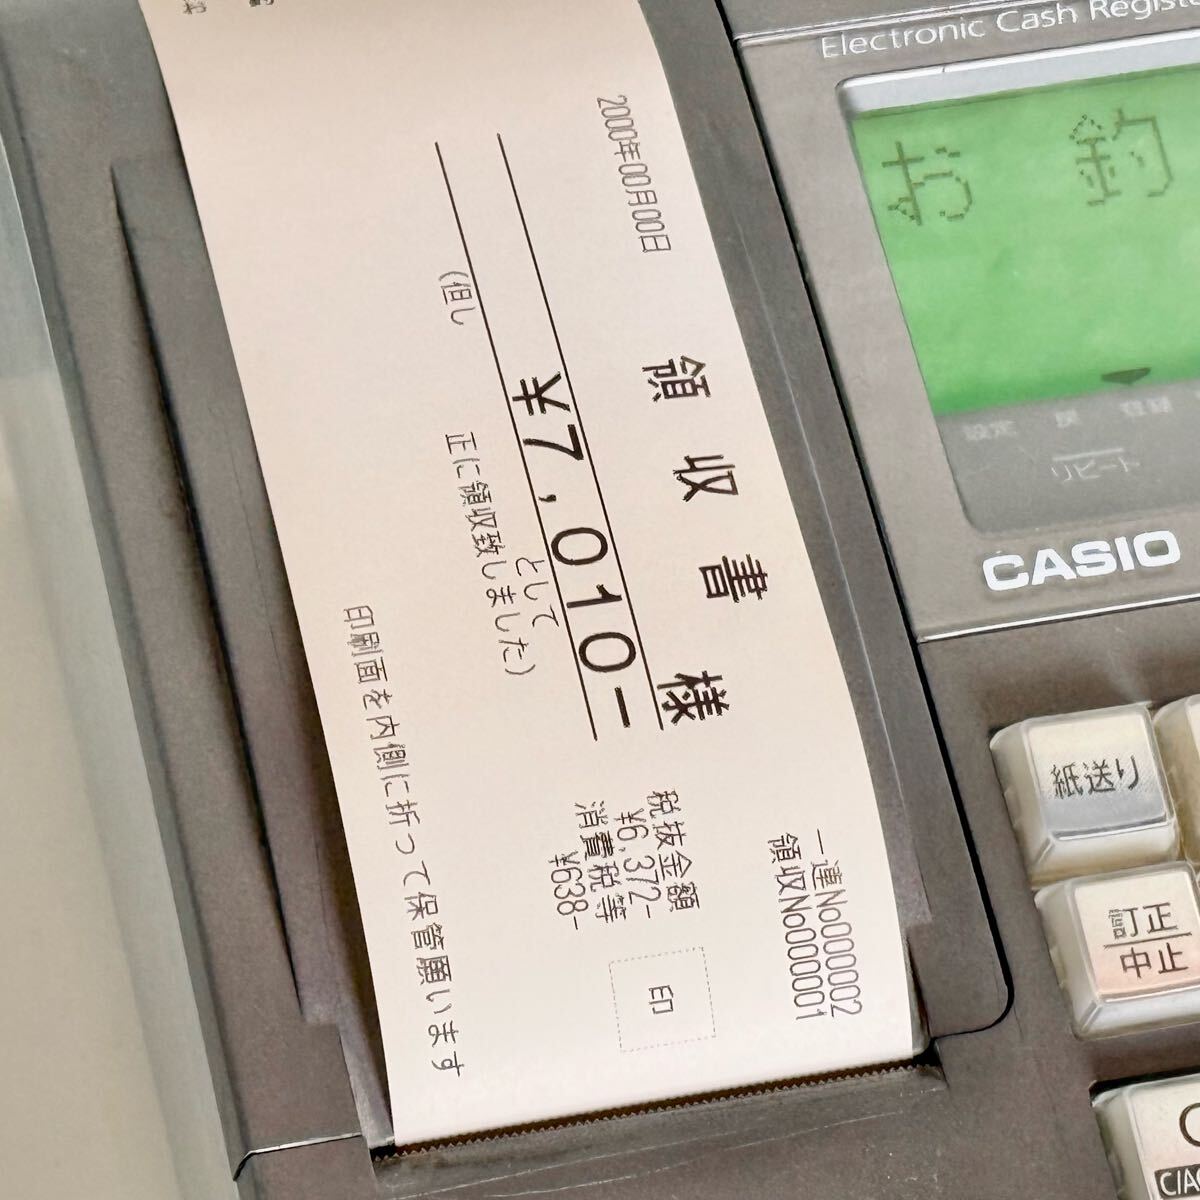 Electronic Cash Registe
お 釣
設定 戻 登録
リピート
CASIO
紙送り
訂正
中止
2000年00月00日
領収書
一連No000002
領収No000001
様
¥7,010-
税抜金額
¥6,372-
消費税等
¥638-
印
として
(但し 正に領収致しました)
印刷面を内側に折って保管願います